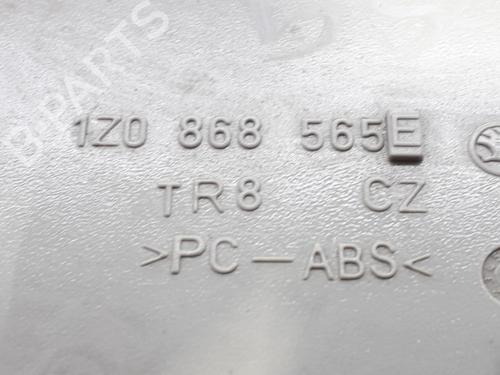 B-PARTS
1Z0 868 565E
TR8 CZ
>PC-ABS<